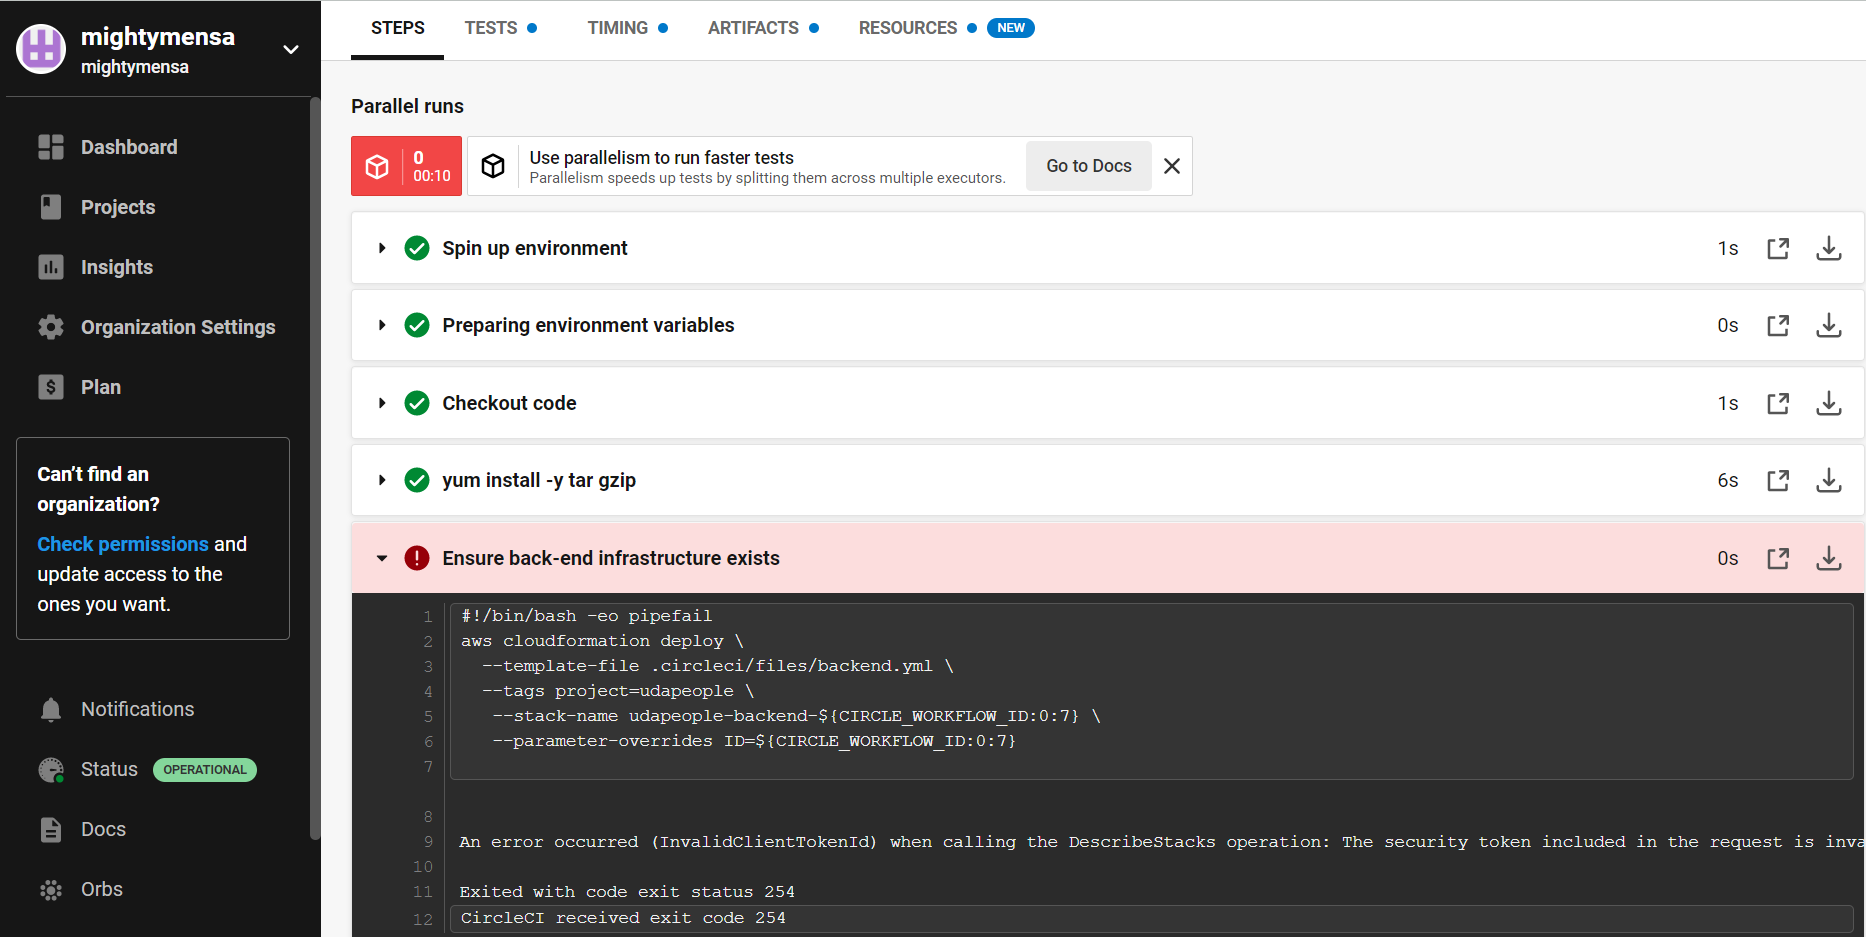 mightymensa
mightymensa
Dashboard
Projects
Insights
Organization Settings
Plan
Can't find an
organization?
Check permissions and
update access to the
ones you want.
Notifications
Status OPERATIONAL
Docs
Orbs
STEPS TESTS TIMING ARTIFACTS RESOURCES NEW
Parallel runs
0
00:10
Use parallelism to run faster tests
Parallelism speeds up tests by splitting them across multiple executors.
Go to Docs
Spin up environment 1s
Preparing environment variables 0s
Checkout code 1s
yum install -y tar gzip 6s
Ensure back-end infrastructure exists 0s
1 #!/bin/bash -eo pipefail
2 aws cloudformation deploy \
3 --template-file .circleci/files/backend.yml \
4 --tags project=udapeople \
5 --stack-name udapeople-backend-${CIRCLE_WORKFLOW_ID:0:7} \
6 --parameter-overrides ID=${CIRCLE_WORKFLOW_ID:0:7}
7
8
9 An error occurred (InvalidClientTokenId) when calling the DescribeStacks operation: The security token included in the request is inva
10
11 Exited with code exit status 254
12 CircleCI received exit code 254